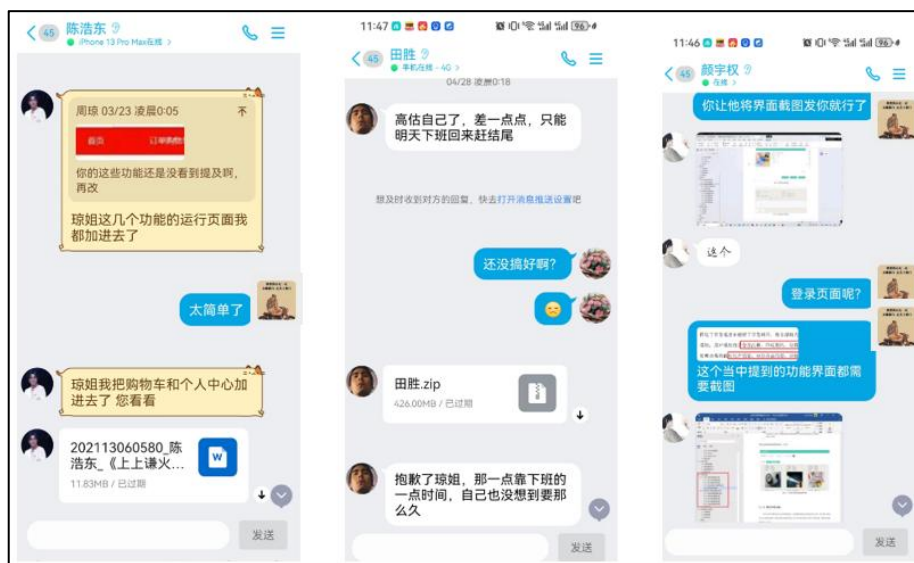 45
陈浩东
iPhone 13 Pro Max在线 >
周琼 03/23 凌晨0:05
首页
你的这些功能还是没看到提及啊,
再改
琼姐这几个功能的运行页面我
都加进去了
太简单了
琼姐我把购物车和个人中心加
进去了 您看看
202113060580_陈
浩东_《上上谦火...
11.83MB / 已过期
发送
11:47
96
45
田胜
手机在线 - 4G >
04/28 凌晨0:18
高估自己了，差一点点，只能
明天下班回来赶结尾
想及时收到对方的回复，快去打开消息推送设置吧
还没搞好啊?
田胜.zip
426.00MB / 已过期
抱歉了琼姐，那一点靠下班的
一点时间，自己也没想到要那
么久
发送
11:46
96
45
颜宇权
在线 >
你让他将界面截图发你就行了
这个
登录页面呢?
这个当中提到的功能界面都需
要截图
发送